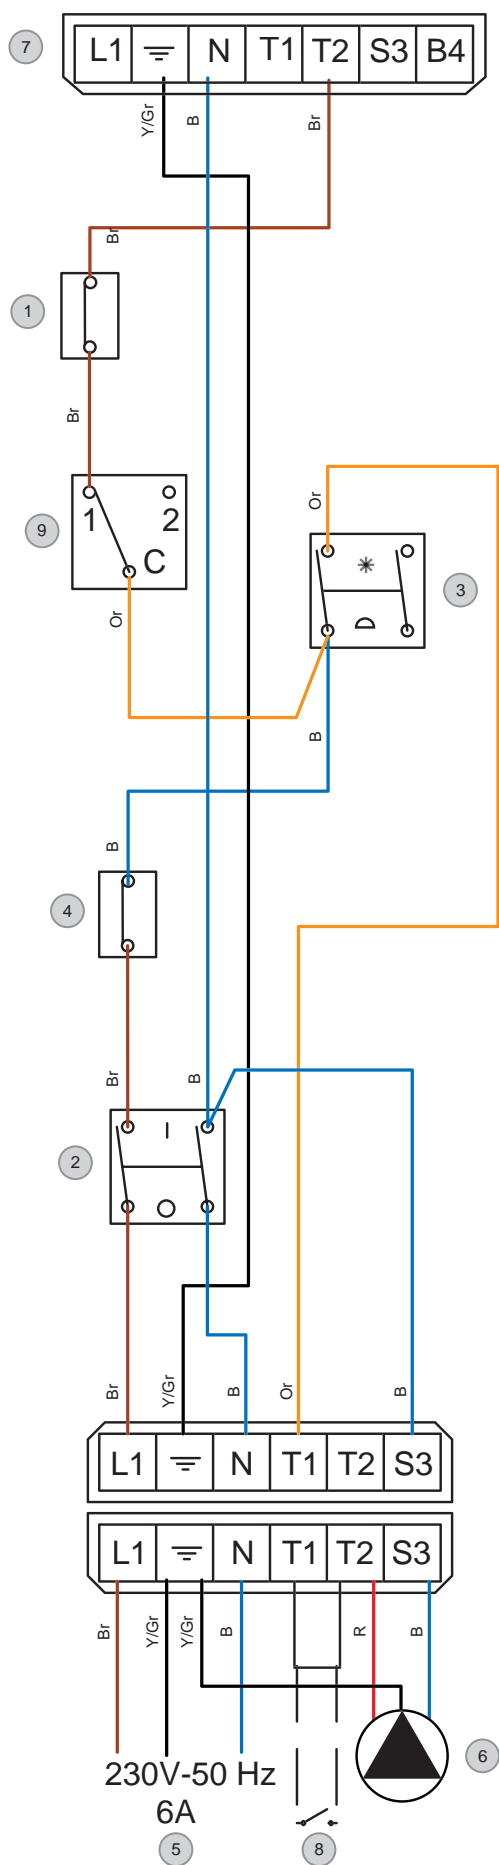 7 L1 N T1 T2 S3 B4
Y/Gr B Br
Br
1
Br
9 1 2 C
Or
Or
3
B
B
4
Br B
2
Br Y/Gr B Or B
L1 N T1 T2 S3
L1 N T1 T2 S3
Br Y/Gr Y/Gr B R B
230V-50 Hz
6A
5 8 6